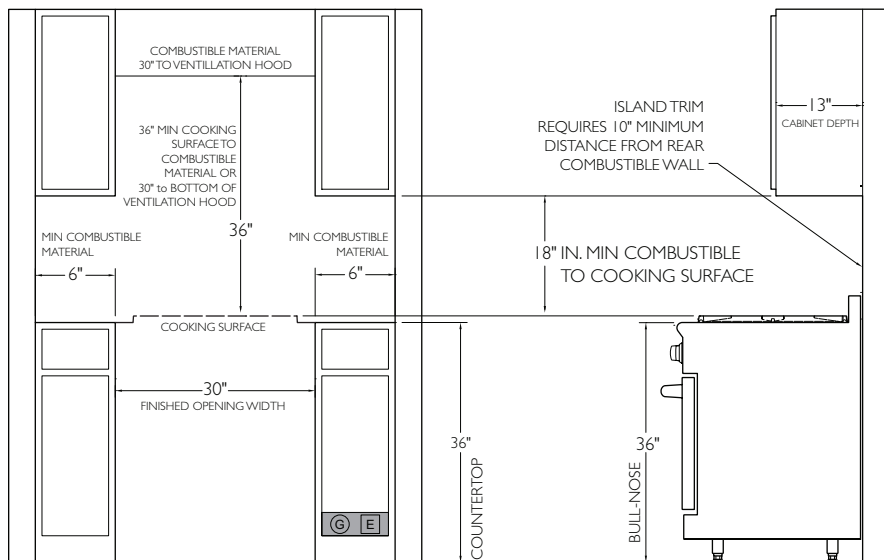 COMBUSTIBLE MATERIAL
30" TO VENTILLATION HOOD
36" MIN COOKING
SURFACE TO
COMBUSTIBLE
MATERIAL OR
30" to BOTTOM OF
VENTILATION HOOD
36"
MIN COMBUSTIBLE
MATERIAL
6"
MIN COMBUSTIBLE
MATERIAL
6"
COOKING SURFACE
30"
FINISHED OPENING WIDTH
G E
36"
COUNTERTOP
13"
CABINET DEPTH
ISLAND TRIM
REQUIRES 10" MINIMUM
DISTANCE FROM REAR
COMBUSTIBLE WALL
18" IN. MIN COMBUSTIBLE
TO COOKING SURFACE
36"
BULL-NOSE